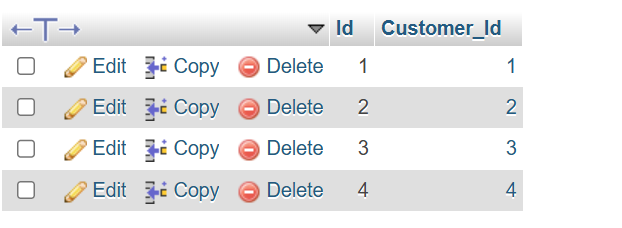 Id Customer_Id
Edit Copy Delete 1 1
Edit Copy Delete 2 2
Edit Copy Delete 3 3
Edit Copy Delete 4 4